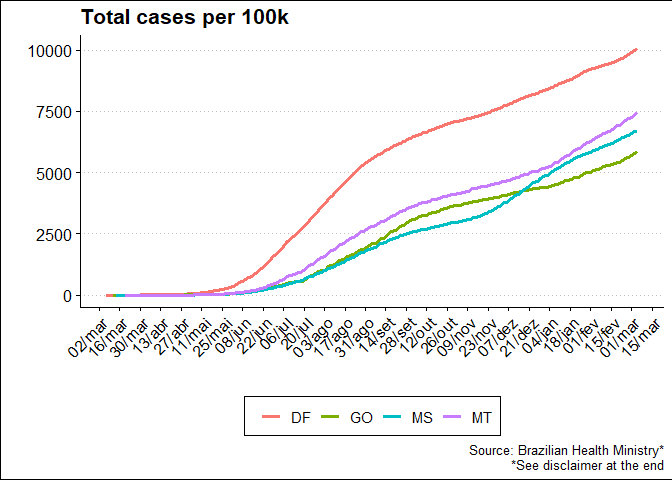 Total cases per 100k
10000
7500
5000
2500
0
02/mar
16/mar
30/mar
13/abr
27/abr
11/mai
25/mai
08/jun
22/jun
06/jul
20/jul
03/ago
17/ago
31/ago
14/set
28/set
12/out
26/out
09/nov
23/nov
07/dez
21/dez
04/jan
18/jan
01/fev
15/fev
01/mar
15/mar
DF GO MS MT
Source: Brazilian Health Ministry*
*See disclaimer at the end